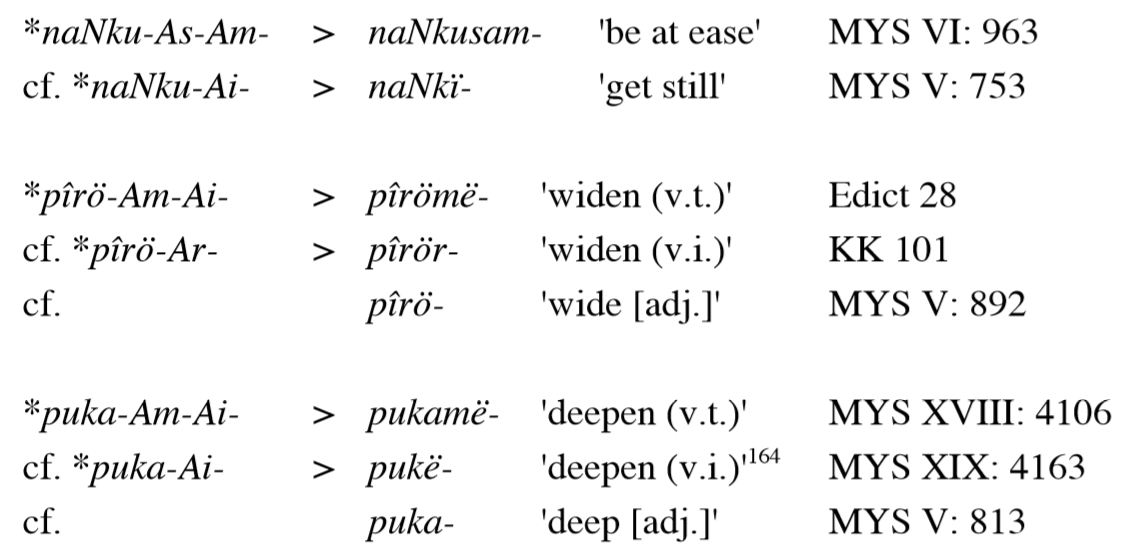 *naNku-As-Am- > naNkusam- 'be at ease' MYS VI: 963
cf. *naNku-Ai- > naNkï- 'get still' MYS V: 753
*pîrö-Am-Ai- > pîrömë- 'widen (v.t.)' Edict 28
cf. *pîrö-Ar- > pîrör- 'widen (v.i.)' KK 101
cf. pîrö- 'wide [adj.]' MYS V: 892
*puka-Am-Ai- > pukamë- 'deepen (v.t.)' MYS XVIII: 4106
cf. *puka-Ai- > pukë- 'deepen (v.i.)'164 MYS XIX: 4163
cf. puka- 'deep [adj.]' MYS V: 813